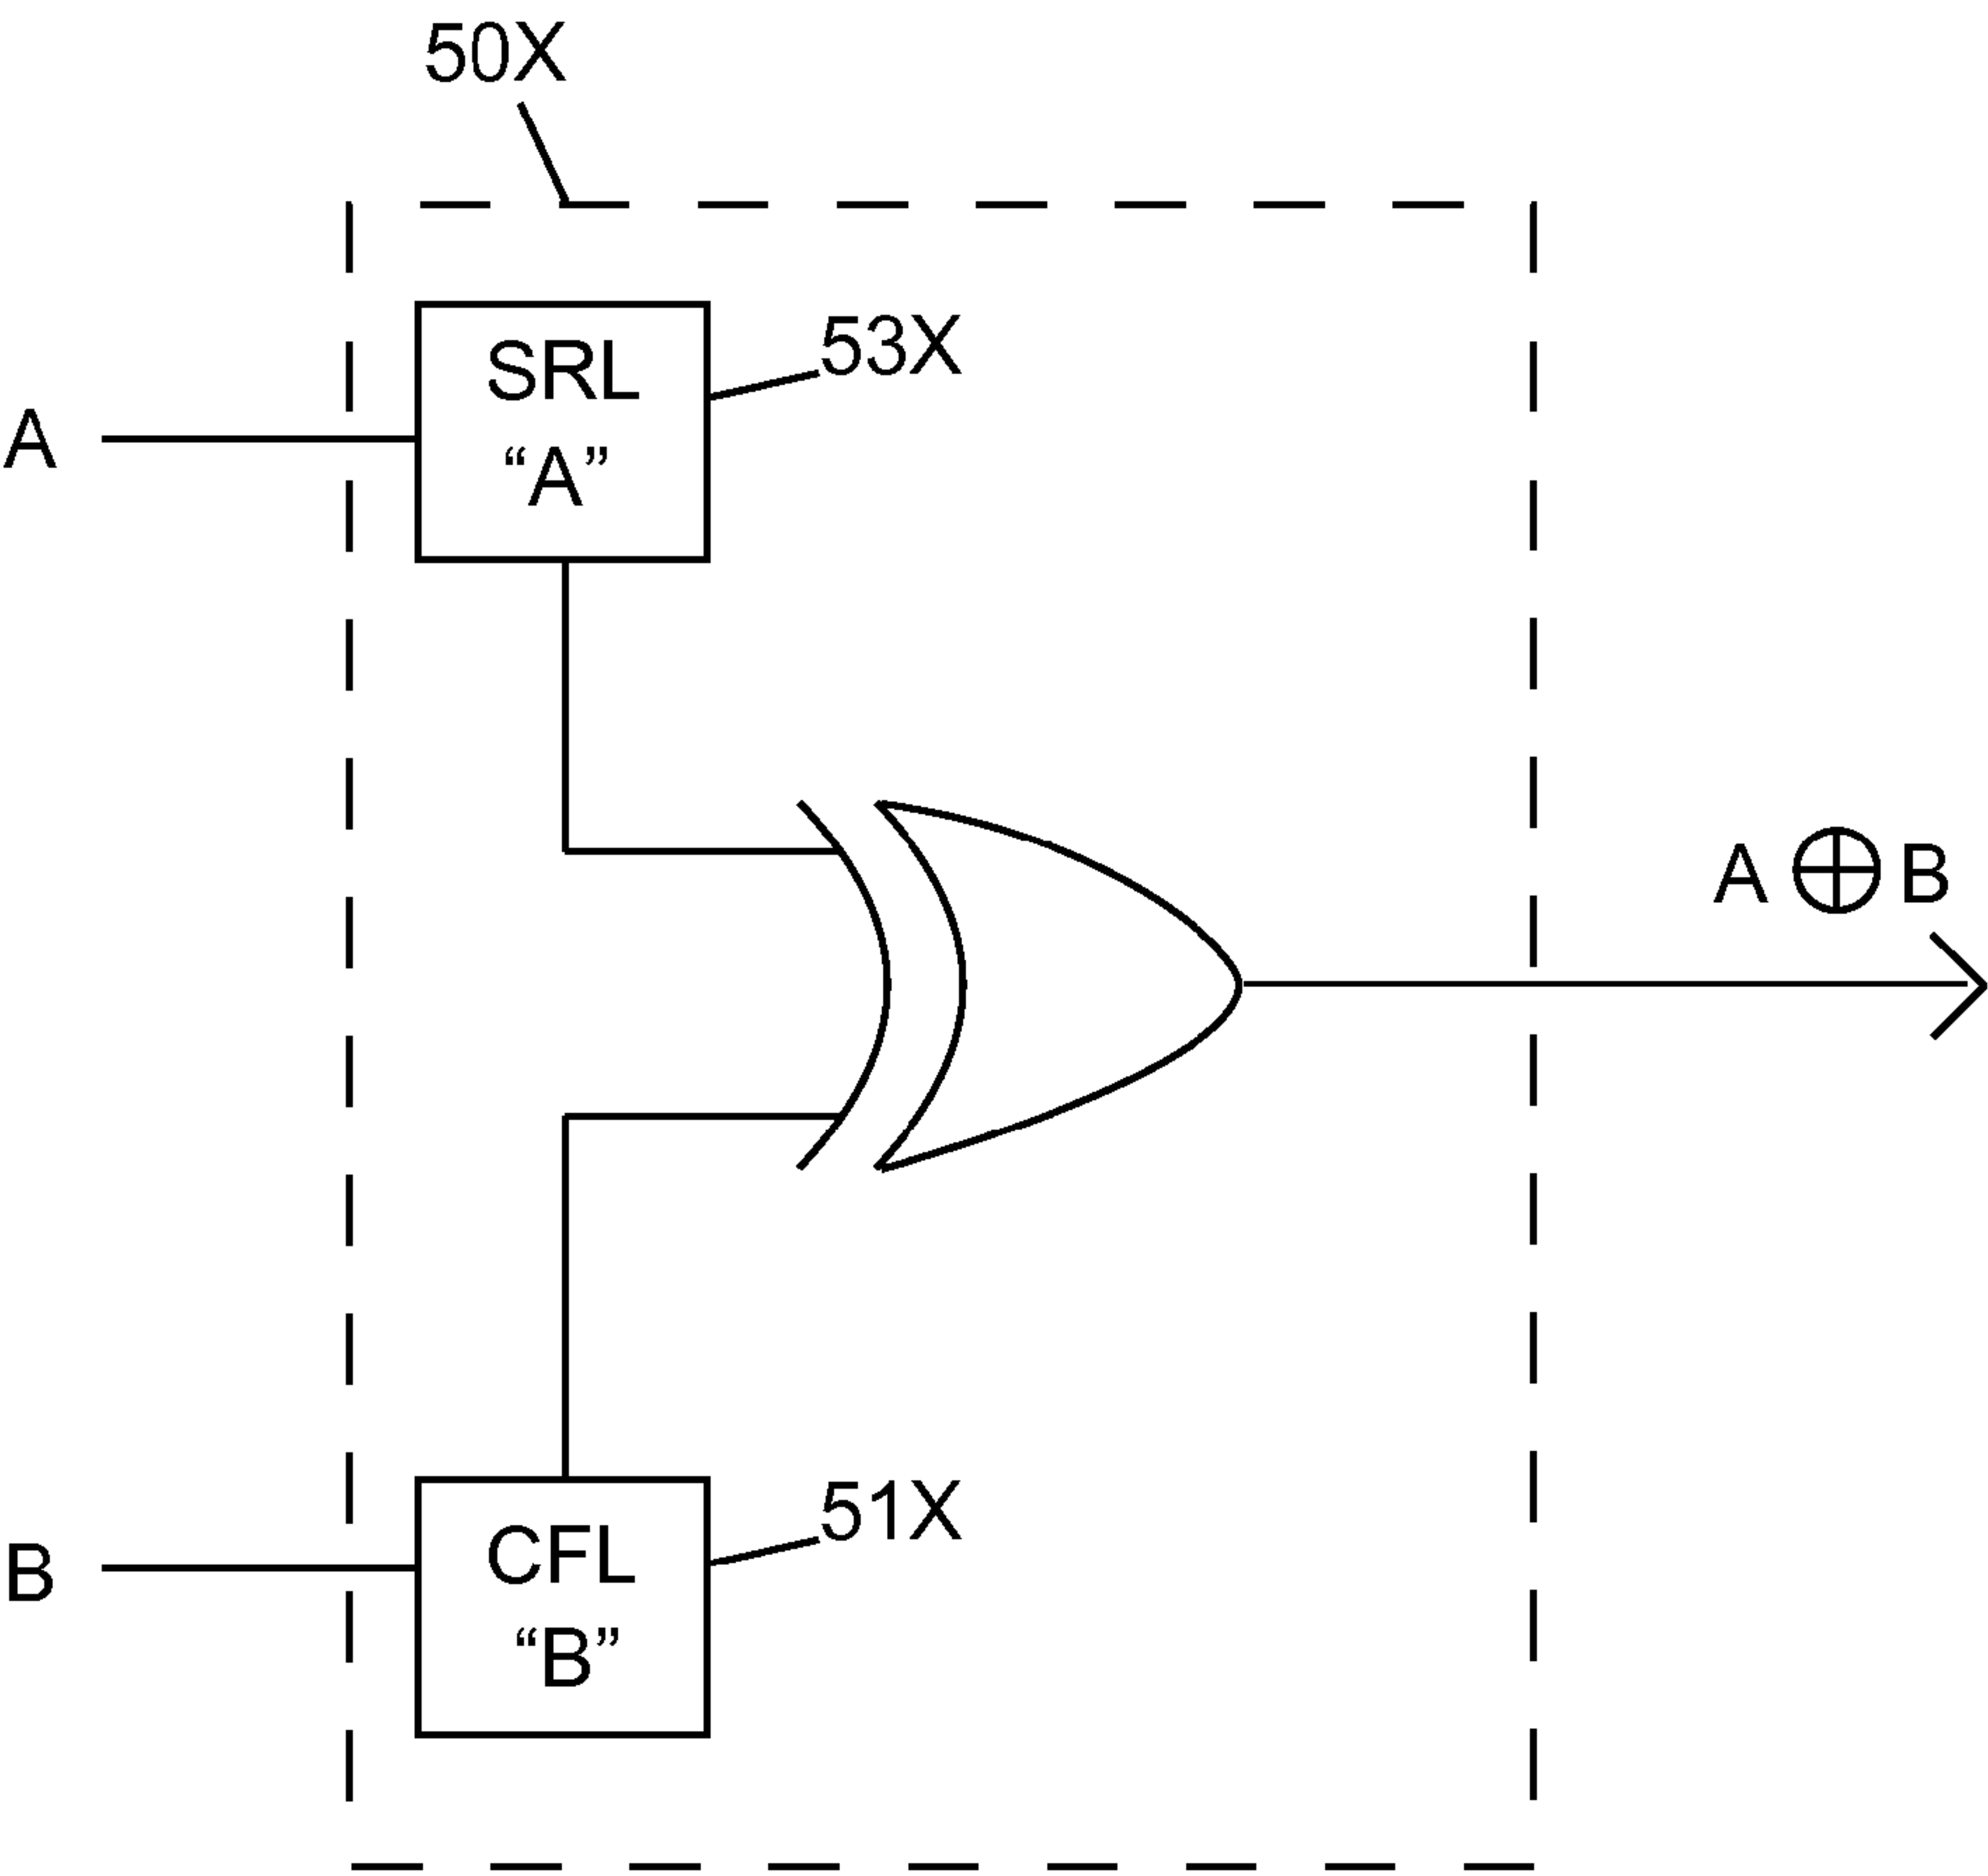 50X
SRL
“A”
53X
A
A ⊕ B
CFL
“B”
51X
B